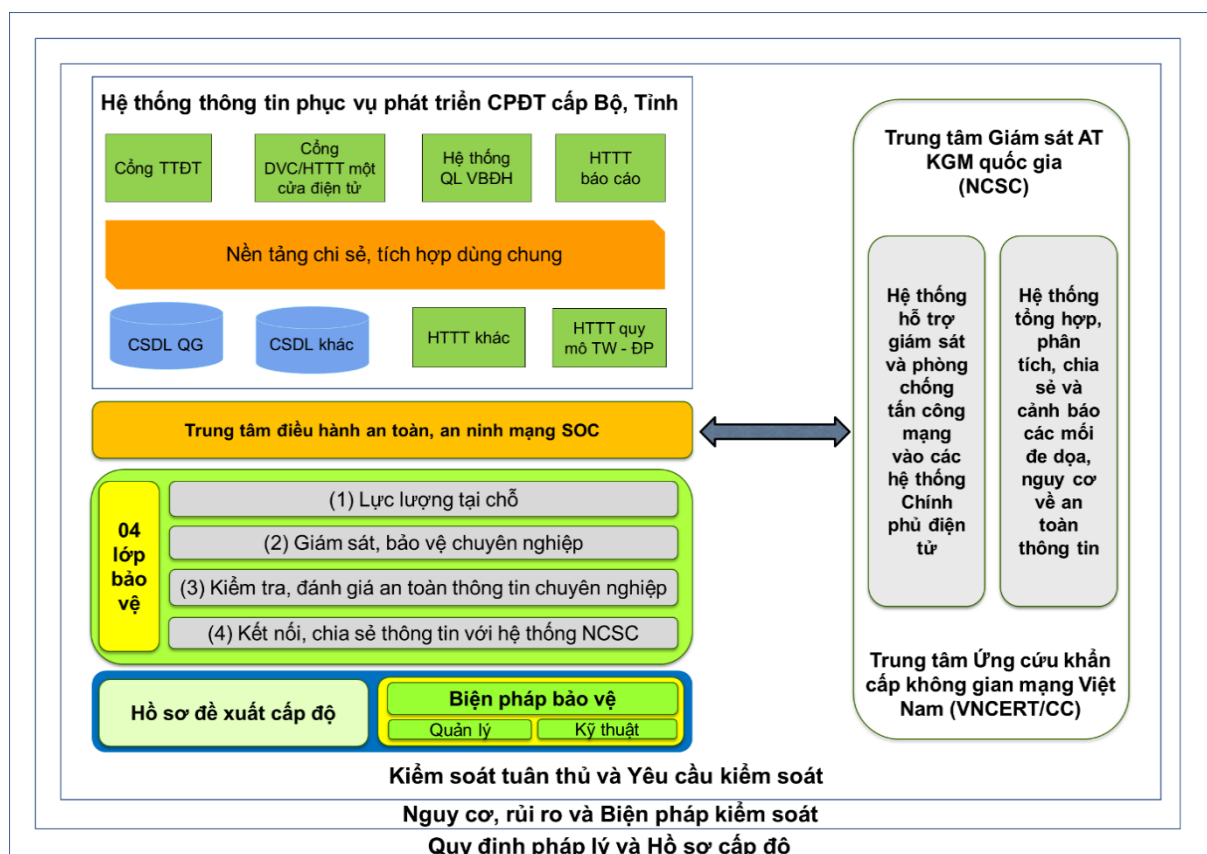 Hệ thống thông tin phục vụ phát triển CPĐT cấp Bộ, Tỉnh
Cổng TTĐT
Cổng
DVC/HTTT một
cửa điện tử
Hệ thống
QL VBĐH
HTTT
báo cáo
Nền tảng chi sẻ, tích hợp dùng chung
CSDL QG
CSDL khác
HTTT khác
HTTT quy
mô TW - ĐP
Trung tâm điều hành an toàn, an ninh mạng SOC
04
lớp
bảo
vệ
(1) Lực lượng tại chỗ
(2) Giám sát, bảo vệ chuyên nghiệp
(3) Kiểm tra, đánh giá an toàn thông tin chuyên nghiệp
(4) Kết nối, chia sẻ thông tin với hệ thống NCSC
Hồ sơ đề xuất cấp độ
Biện pháp bảo vệ
Quản lý
Kỹ thuật
Trung tâm Giám sát AT
KGM quốc gia
(NCSC)
Hệ thống
hỗ trợ
giám sát
và phòng
chống
tấn công
mạng
vào các
hệ thống
Chính
phủ điện
tử
Hệ thống
tổng hợp,
phân
tích, chia
sẻ và
cảnh báo
các mối
đe dọa,
nguy cơ
về an
toàn
thông tin
Trung tâm Ứng cứu khẩn
cấp không gian mạng Việt
Nam (VNCERT/CC)
Kiểm soát tuân thủ và Yêu cầu kiểm soát
Nguy cơ, rủi ro và Biện pháp kiểm soát
Quy định pháp lý và Hồ sơ cấp độ